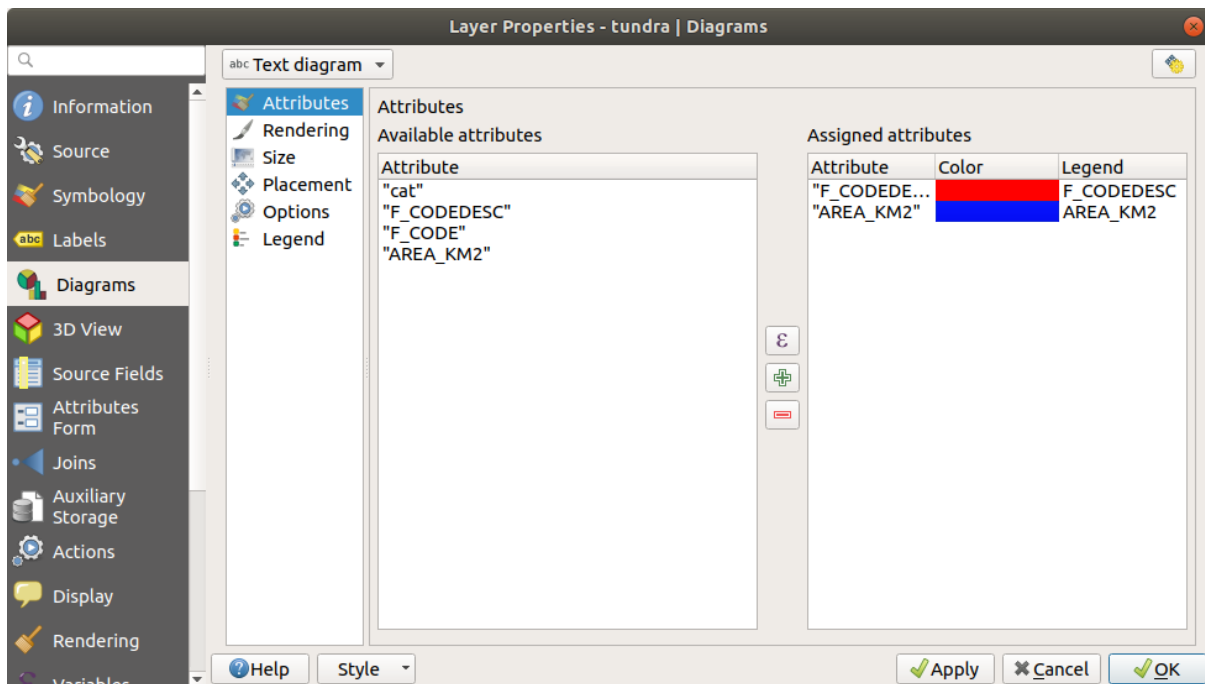 Layer Properties - tundra | Diagrams
abc Text diagram
Information
Source
Symbology
abc Labels
Diagrams
3D View
Source Fields
Attributes
Form
Joins
Auxiliary
Storage
Actions
Display
Rendering
Variables
Attributes
Rendering
Size
Placement
Options
Legend
Attributes
Available attributes
Attribute
"cat"
"F_CODEDESC"
"F_CODE"
"AREA_KM2"
ε
Assigned attributes
Attribute Color Legend
"F_CODEDE... F_CODEDESC
"AREA_KM2" AREA_KM2
Help Style Apply Cancel OK